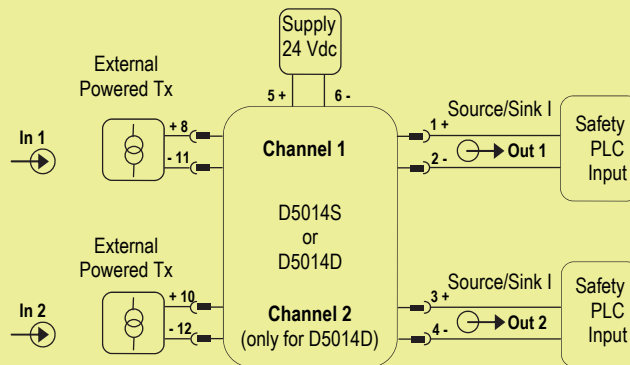 Supply
24 Vdc
5 +
6 -
External
Powered Tx
In 1
+ 8
- 11
Channel 1
1 +
2 -
Source/Sink I
Out 1
Safety
PLC
Input
D5014S
or
D5014D
External
Powered Tx
In 2
+ 10
- 12
Channel 2
(only for D5014D)
3 +
4 -
Source/Sink I
Out 2
Safety
PLC
Input